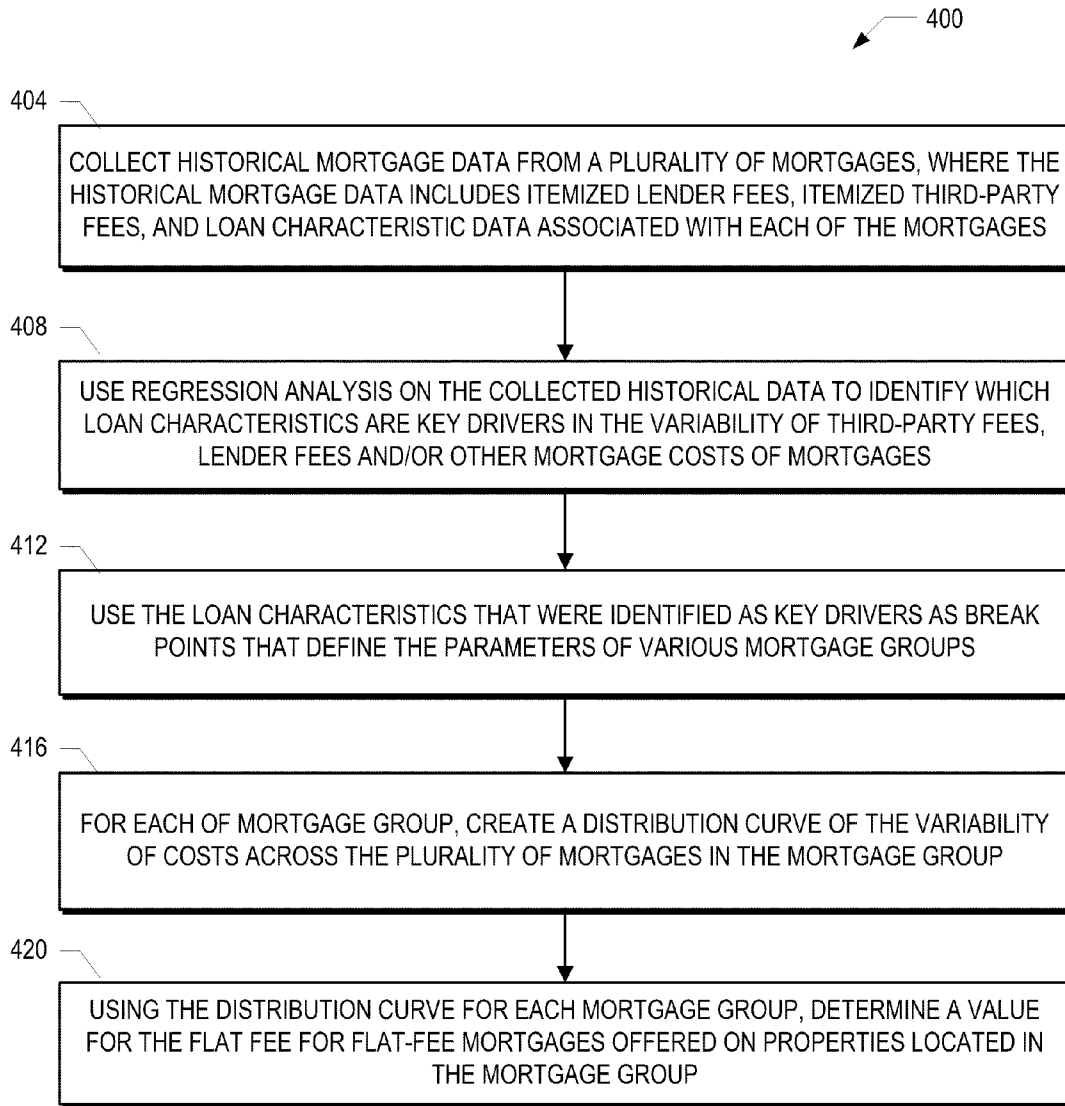 400
404
COLLECT HISTORICAL MORTGAGE DATA FROM A PLURALITY OF MORTGAGES, WHERE THE
HISTORICAL MORTGAGE DATA INCLUDES ITEMIZED LENDER FEES, ITEMIZED THIRD-PARTY
FEES, AND LOAN CHARACTERISTIC DATA ASSOCIATED WITH EACH OF THE MORTGAGES
408
USE REGRESSION ANALYSIS ON THE COLLECTED HISTORICAL DATA TO IDENTIFY WHICH
LOAN CHARACTERISTICS ARE KEY DRIVERS IN THE VARIABILITY OF THIRD-PARTY FEES,
LENDER FEES AND/OR OTHER MORTGAGE COSTS OF MORTGAGES
412
USE THE LOAN CHARACTERISTICS THAT WERE IDENTIFIED AS KEY DRIVERS AS BREAK
POINTS THAT DEFINE THE PARAMETERS OF VARIOUS MORTGAGE GROUPS
416
FOR EACH OF MORTGAGE GROUP, CREATE A DISTRIBUTION CURVE OF THE VARIABILITY
OF COSTS ACROSS THE PLURALITY OF MORTGAGES IN THE MORTGAGE GROUP
420
USING THE DISTRIBUTION CURVE FOR EACH MORTGAGE GROUP, DETERMINE A VALUE
FOR THE FLAT FEE FOR FLAT-FEE MORTGAGES OFFERED ON PROPERTIES LOCATED IN
THE MORTGAGE GROUP